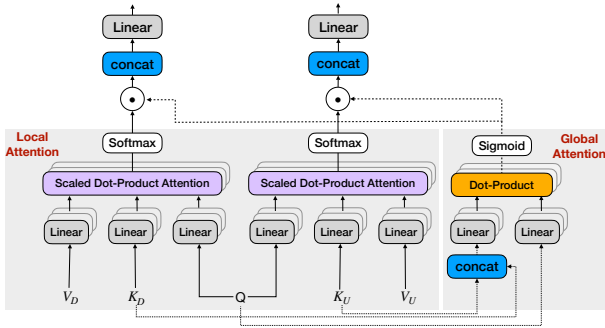 Linear
Linear
concat
concat
Local
Attention
Softmax
Softmax
Sigmoid
Global
Attention
Scaled Dot-Product Attention
Scaled Dot-Product Attention
Dot-Product
Linear
Linear
Linear
Linear
Linear
Linear
Linear
Linear
concat
V_D
K_D
Q
K_U
V_U